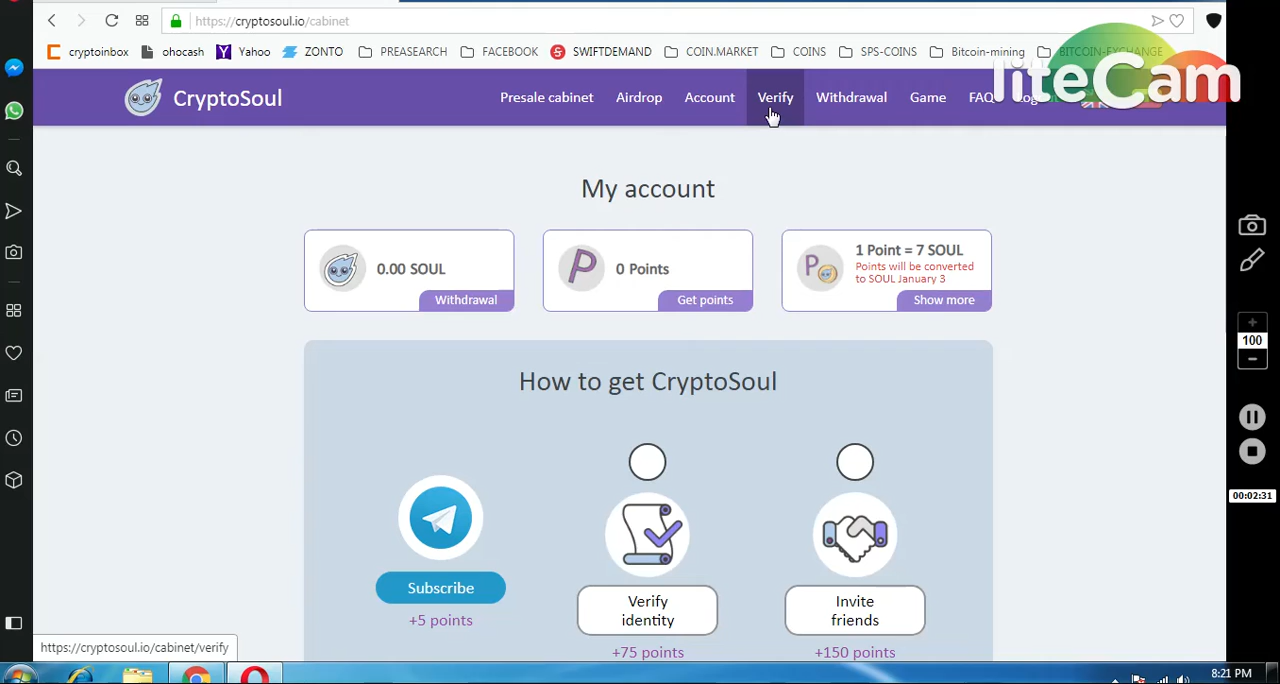 https://cryptosoul.io/cabinet
cryptoinbox ohocash Yahoo ZONTO PREASEARCH FACEBOOK SWIFTDEMAND COIN.MARKET COINS SPS-COINS Bitcoin-mining BITCOIN-EXCHANGE
liteCam
CryptoSoul Presale cabinet Airdrop Account Verify Withdrawal Game FAQ
My account
0.00 SOUL
Withdrawal
0 Points
Get points
1 Point = 7 SOUL
Points will be converted
to SOUL January 3
Show more
How to get CryptoSoul
Subscribe
+5 points
Verify
identity
+75 points
Invite
friends
+150 points
100
00:02:31
https://cryptosoul.io/cabinet/verify
8:21 PM